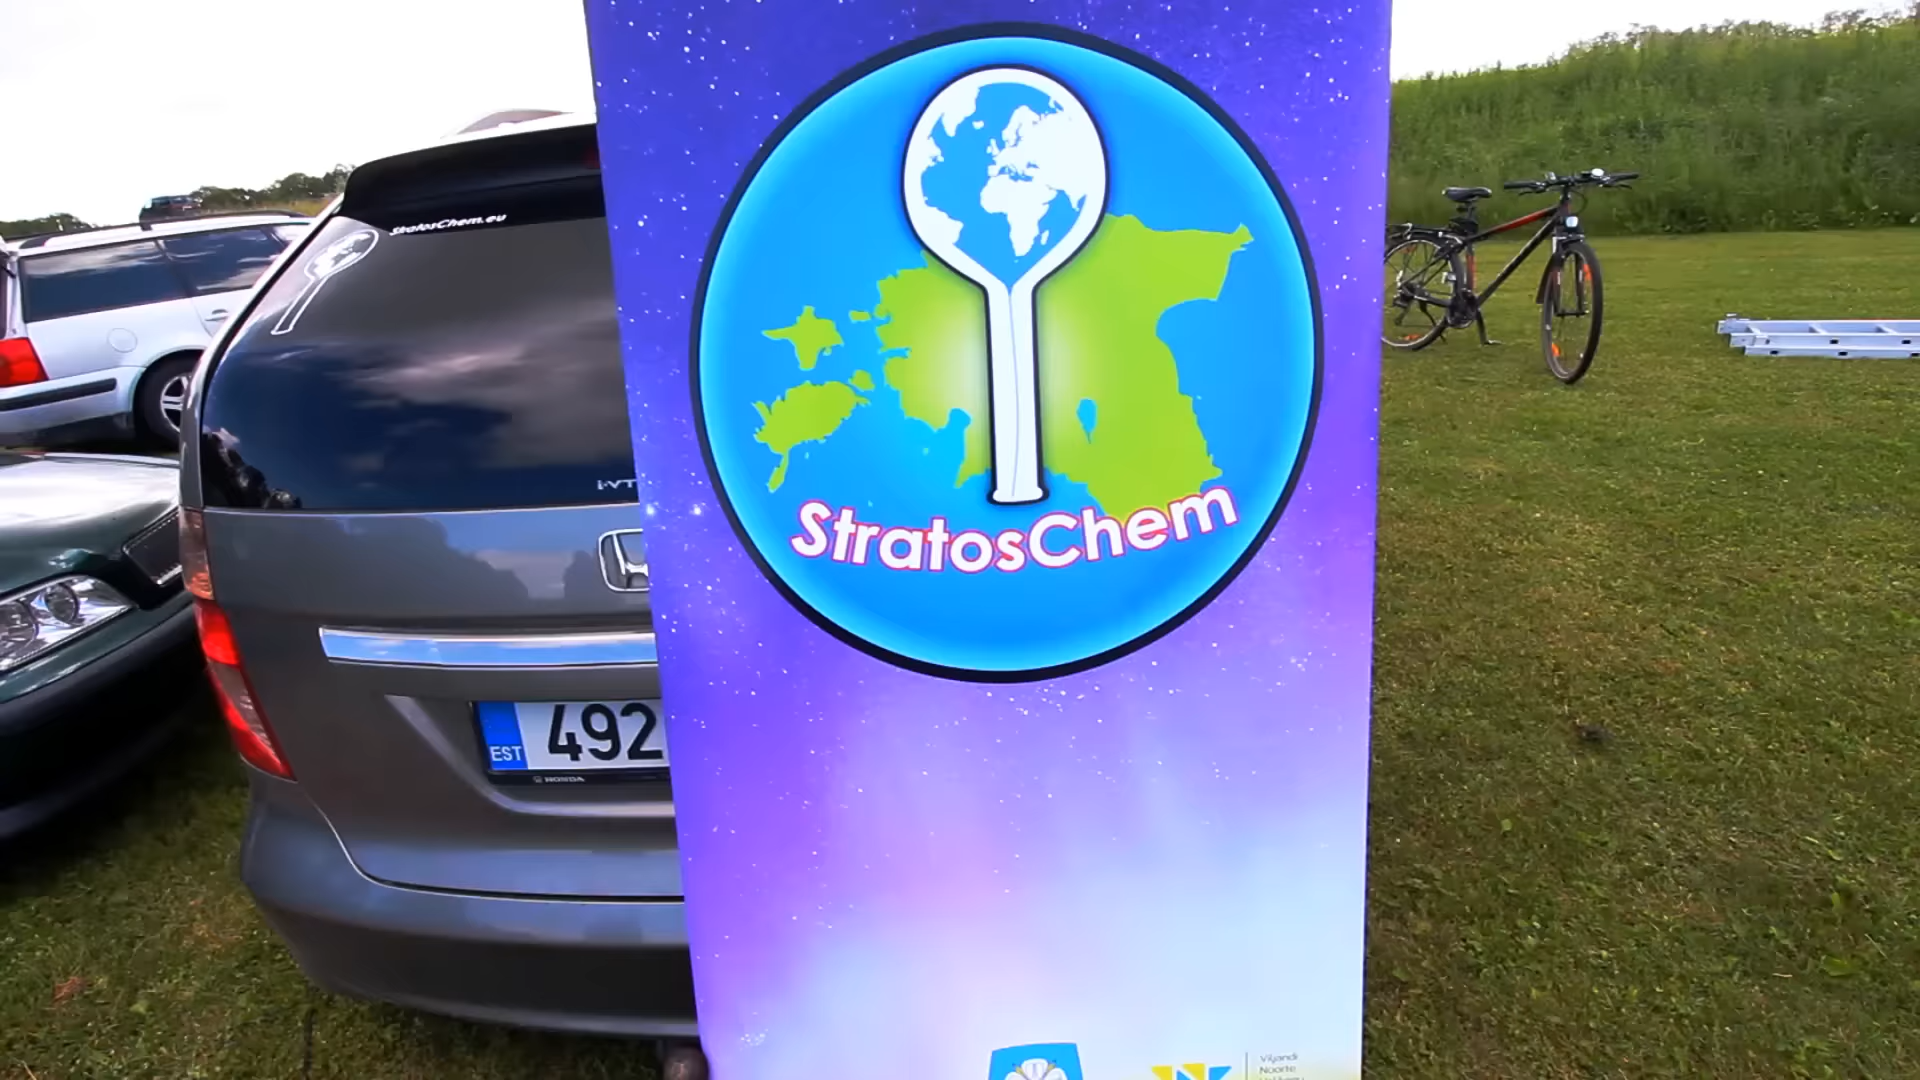 StratosChem.eu
i-VT
492
EST
HONDA
StratosChem
Viljandi
Noorte